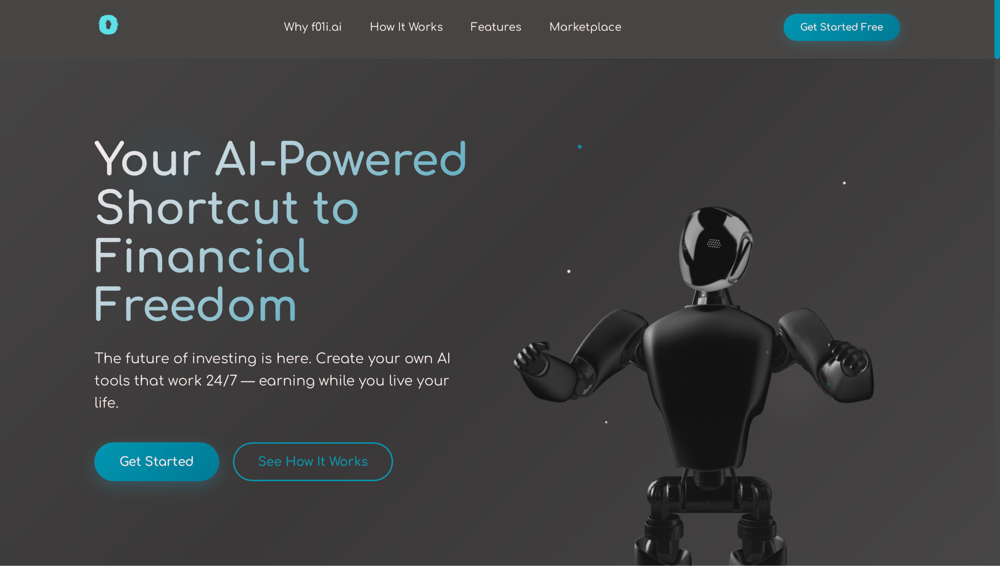 0
Why f01i.ai
How It Works
Features
Marketplace
Get Started Free
Your AI-Powered
Shortcut to
Financial
Freedom
The future of investing is here. Create your own AI
tools that work 24/7 — earning while you live your
life.
Get Started
See How It Works